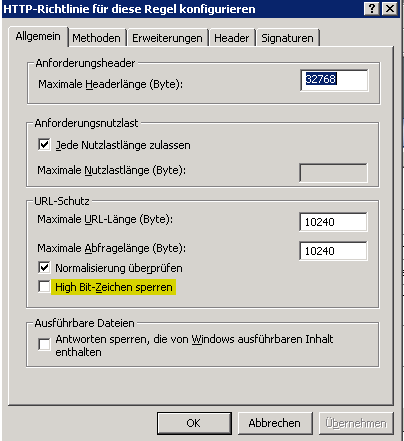 HTTP-Richtlinie für diese Regel konfigurieren
Allgemein Methoden Erweiterungen Header Signaturen
Anforderungsheader
Maximale Headerlänge (Byte): 32768
Anforderungsnutzlast
Jede Nutzlastlänge zulassen
Maximale Nutzlastlänge (Byte):
URL-Schutz
Maximale URL-Länge (Byte): 10240
Maximale Abfragelänge (Byte): 10240
Normalisierung überprüfen
High Bit-Zeichen sperren
Ausführbare Dateien
Antworten sperren, die von Windows ausführbaren Inhalt
enthalten
OK Abbrechen Übernehmen